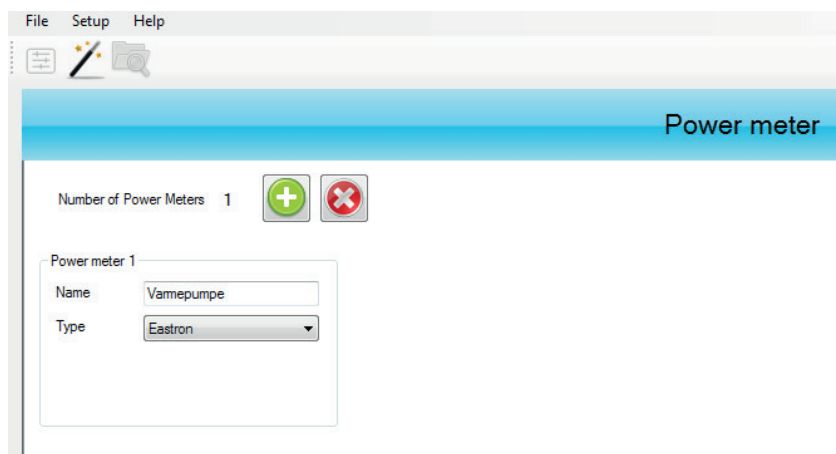 File Setup Help
Power meter
Number of Power Meters 1
Power meter 1
Name Varmepumpe
Type Eastron